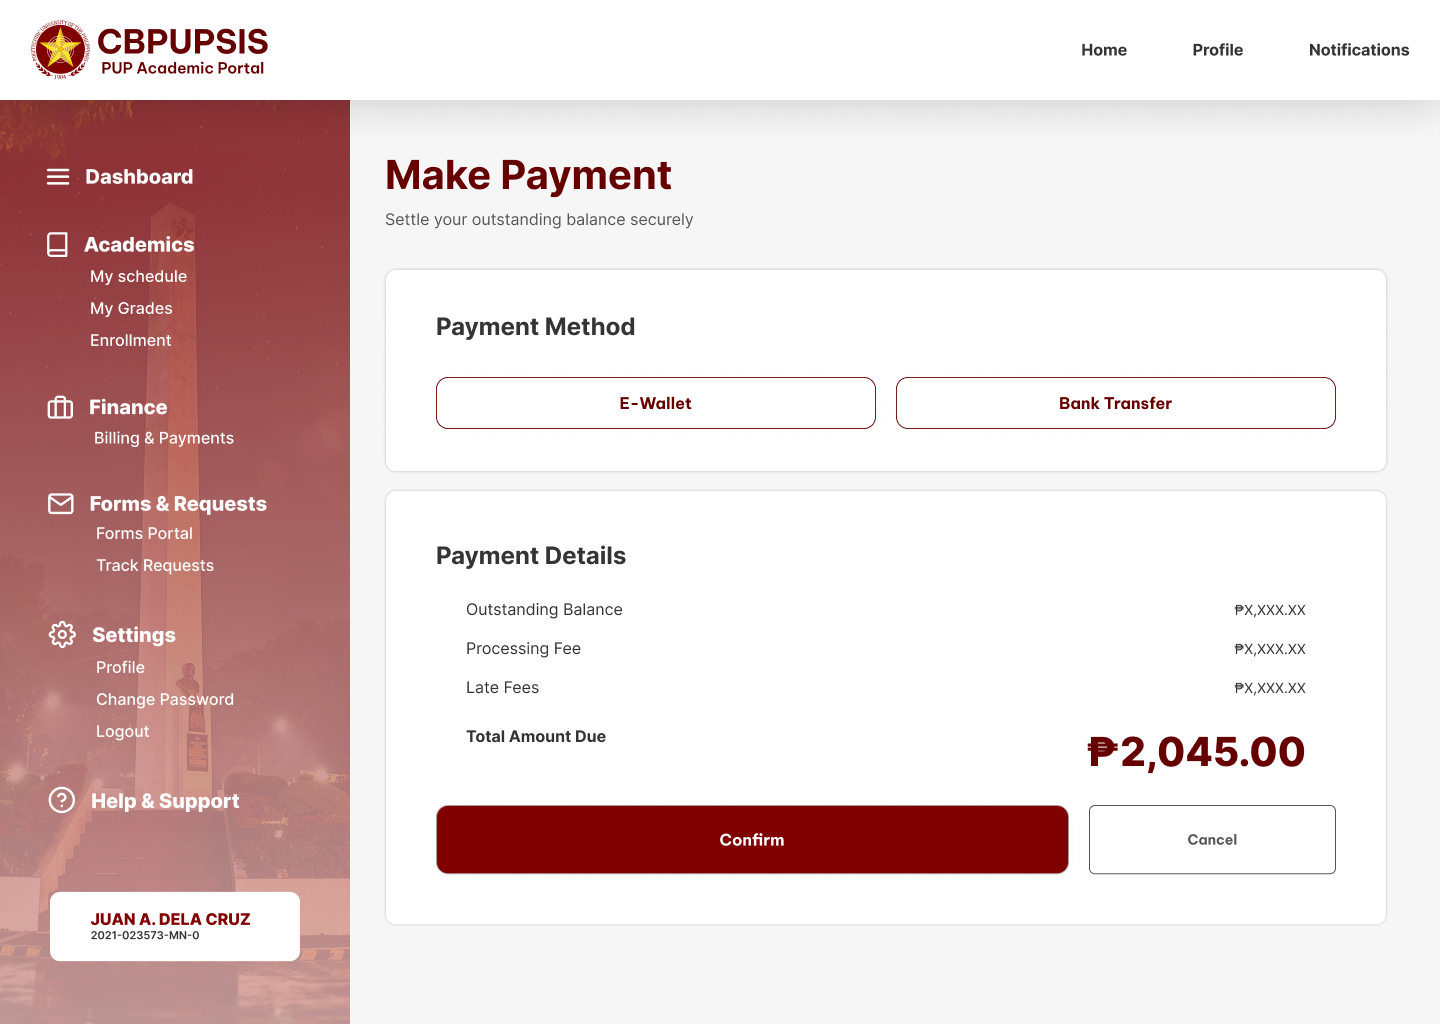 CBPUPSIS
PUP Academic Portal
Home
Profile
Notifications
Dashboard
Academics
My schedule
My Grades
Enrollment
Finance
Billing & Payments
Forms & Requests
Forms Portal
Track Requests
Settings
Profile
Change Password
Logout
Help & Support
JUAN A. DELA CRUZ
2021-023573-MN-0
Make Payment
Settle your outstanding balance securely
Payment Method
E-Wallet
Bank Transfer
Payment Details
Outstanding Balance ₱X,XXX.XX
Processing Fee ₱X,XXX.XX
Late Fees ₱X,XXX.XX
Total Amount Due ₱2,045.00
Confirm
Cancel